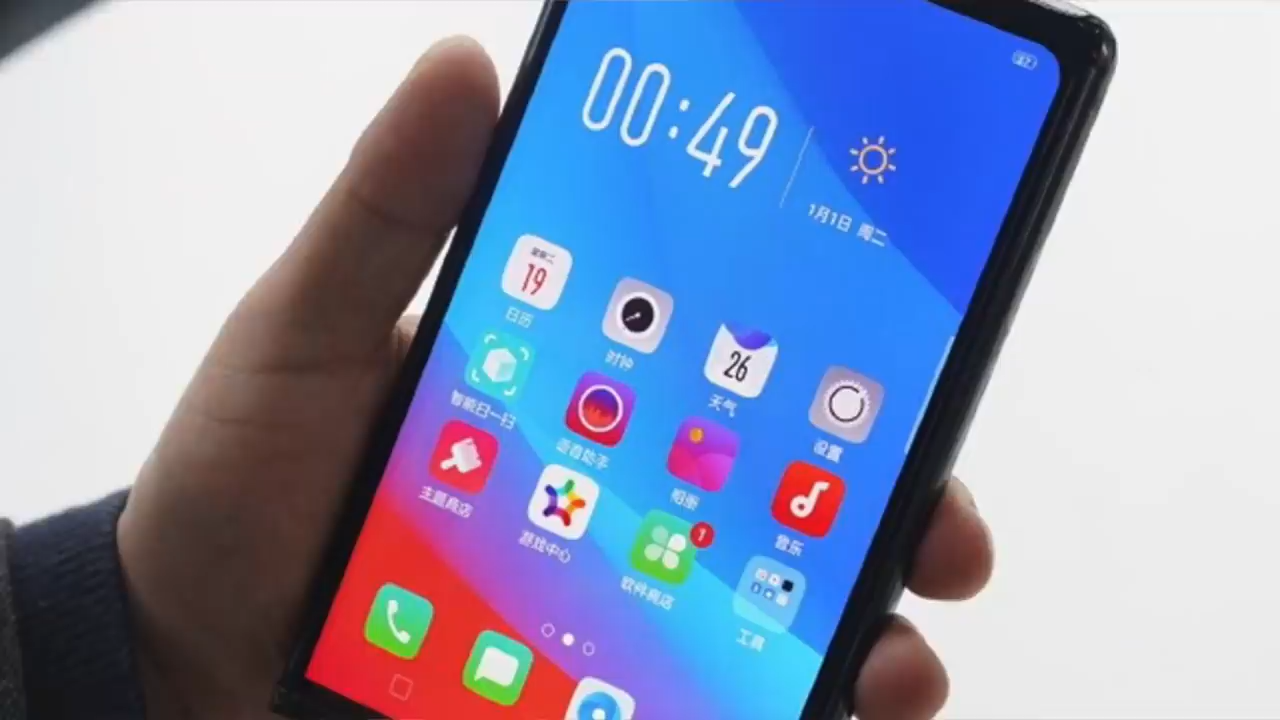 57
00:49
1月1日 周二
星期二
19
日历
时钟
26
天气
设置
智能扫一扫
语音助手
相册
音乐
主题商店
游戏中心
1
软件商店
工具